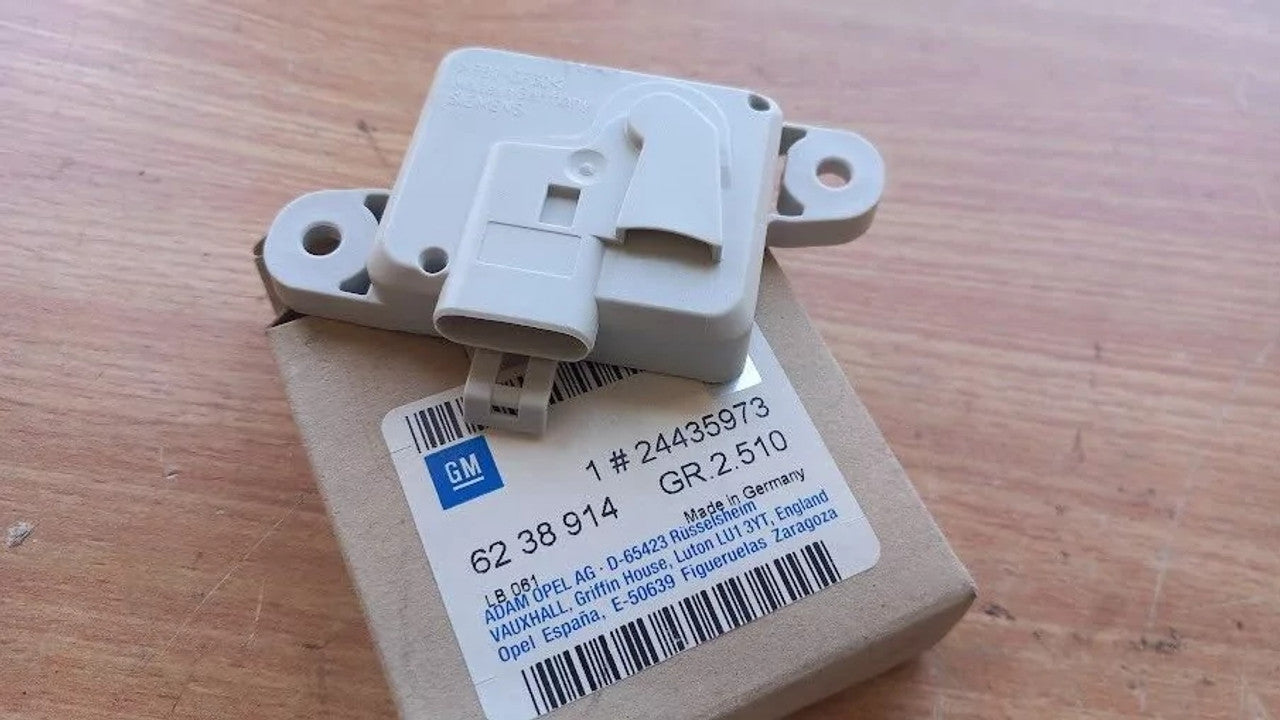 SIEMENS
GM
1 # 24435973
62 38 914
GR.2.510
Made in Germany
LB 061
ADAM OPEL AG · D-65423 Rüsselsheim
VAUXHALL, Griffin House, Luton LU1 3YT, England
Opel España, E-50639 Figueruelas Zaragoza